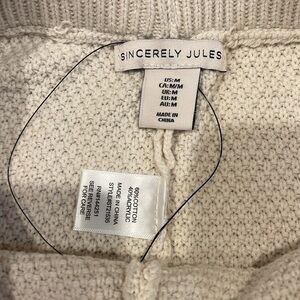 SINCERELY JULES
US:M
CA:M/M
UK:M
EU:M
AU:M
MADE IN
CHINA
60%COTTON
40%ACRYLIC
MADE IN CHINA
SEE REVERSE
FOR CARE